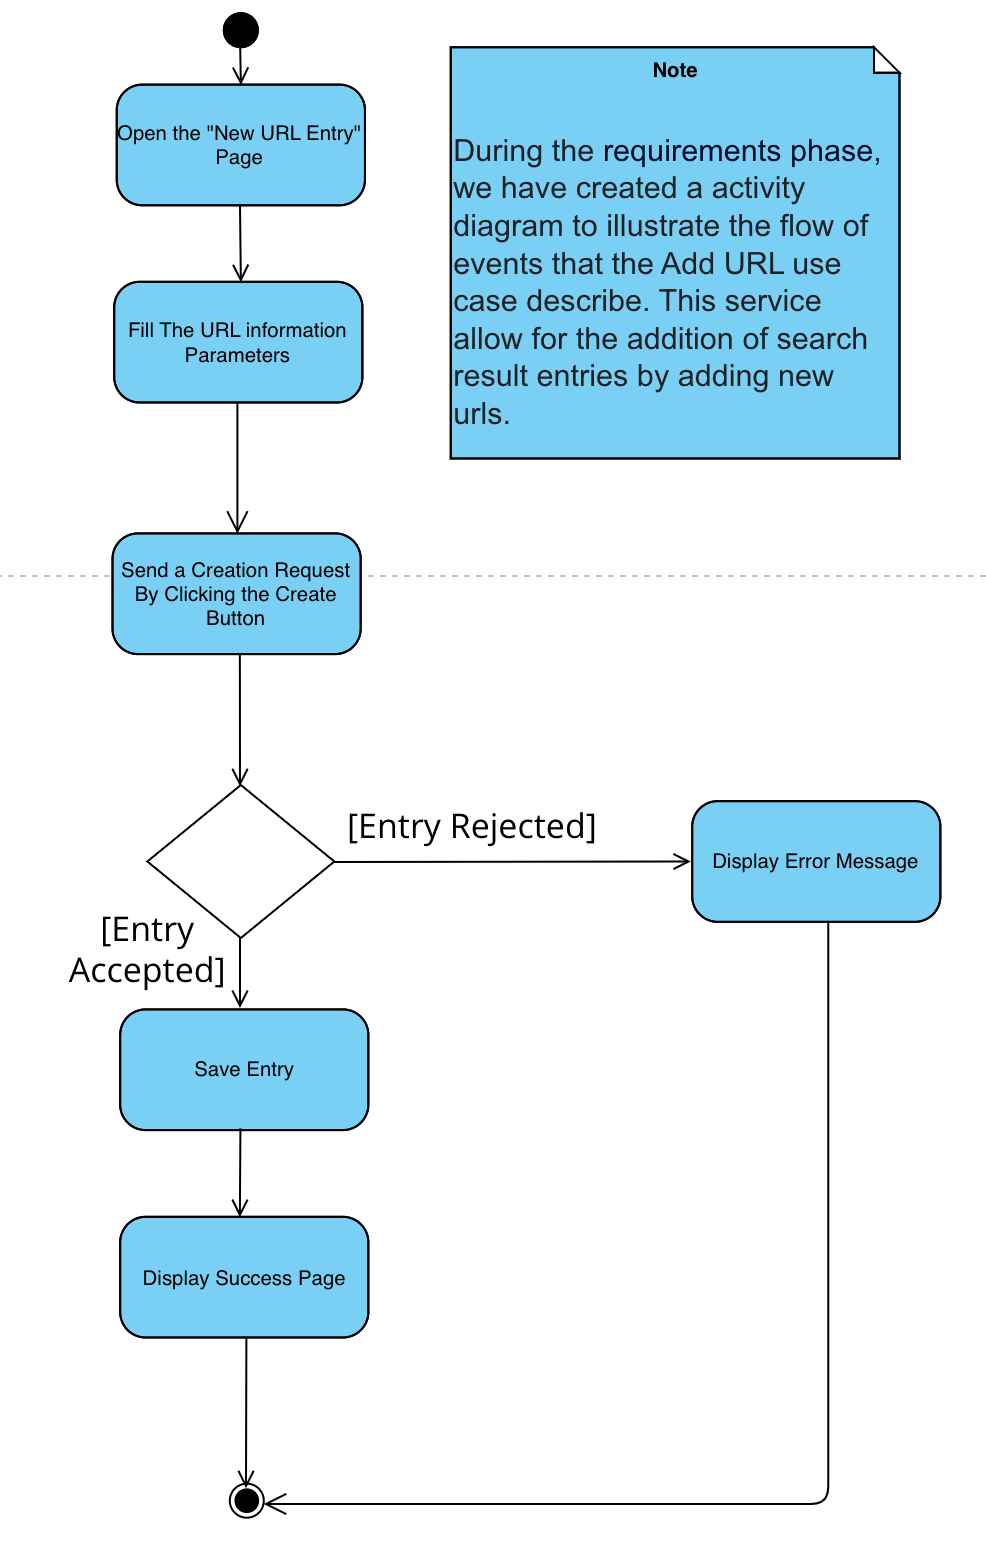 Open the "New URL Entry"
Page
Note
During the requirements phase,
we have created a activity
diagram to illustrate the flow of
events that the Add URL use
case describe. This service
allow for the addition of search
result entries by adding new
urls.
Fill The URL information
Parameters
Send a Creation Request
By Clicking the Create
Button
[Entry Rejected]
Display Error Message
[Entry
Accepted]
Save Entry
Display Success Page